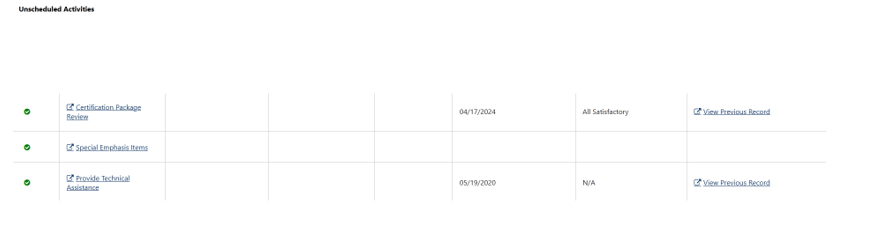 Unscheduled Activities
Certification Package
Review
04/17/2024
All Satisfactory
View Previous Record
Special Emphasis Items
Provide Technical
Assistance
05/19/2020
N/A
View Previous Record